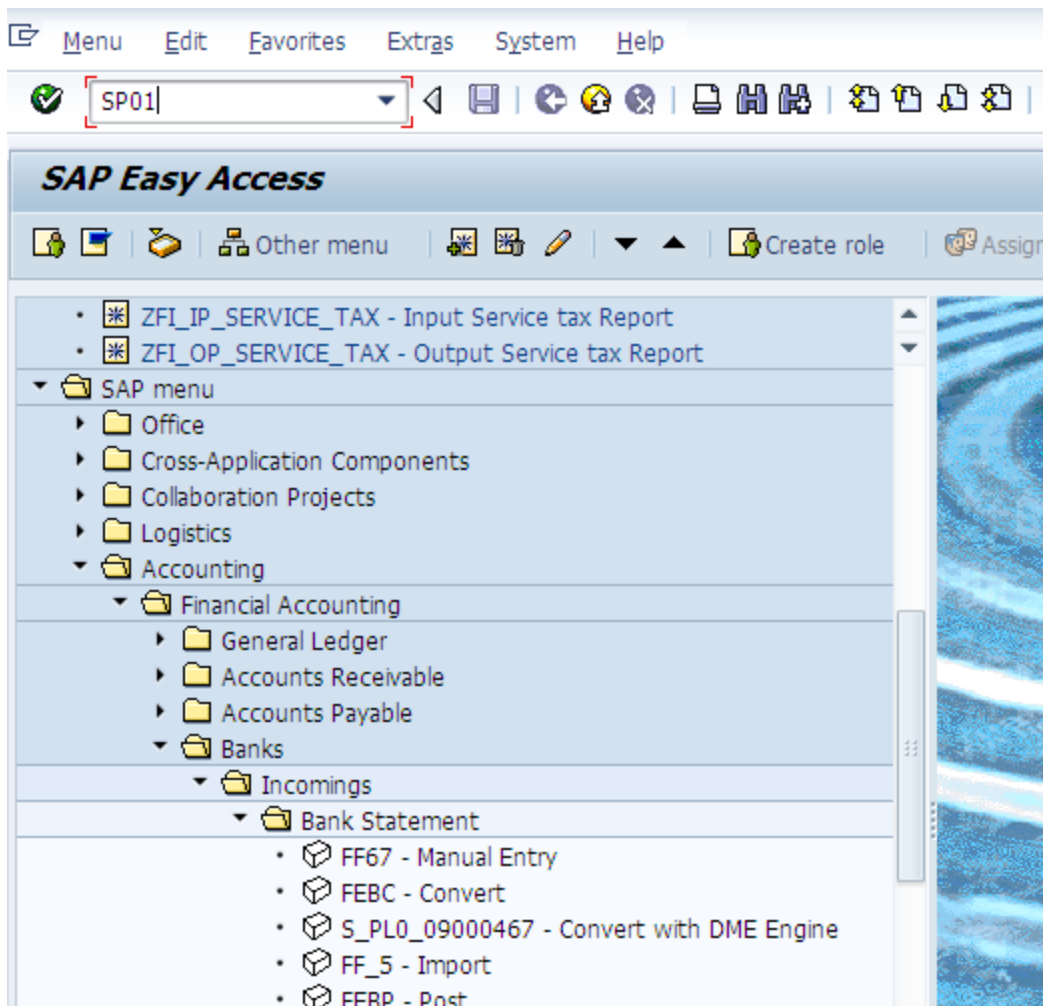 Menu Edit Favorites Extras System Help
SP01
SAP Easy Access
Other menu Create role Assign
ZFI_IP_SERVICE_TAX - Input Service tax Report
ZFI_OP_SERVICE_TAX - Output Service tax Report
SAP menu
Office
Cross-Application Components
Collaboration Projects
Logistics
Accounting
Financial Accounting
General Ledger
Accounts Receivable
Accounts Payable
Banks
Incomings
Bank Statement
FF67 - Manual Entry
FEBC - Convert
S_PL0_09000467 - Convert with DME Engine
FF_5 - Import
FEBP - Post